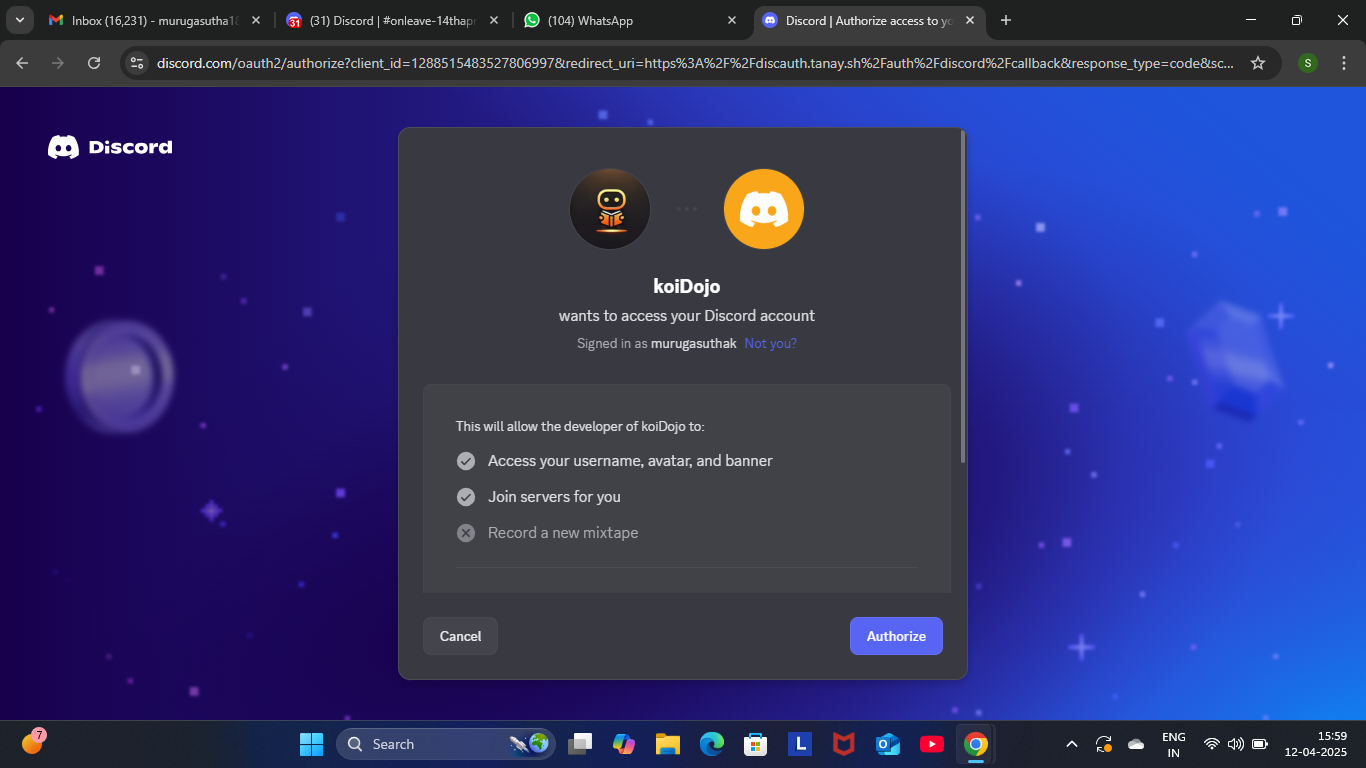 Inbox (16,231) - murugasutha18
(31) Discord | #onleave-14thapr
(104) WhatsApp
Discord | Authorize access to yo
discord.com/oauth2/authorize?client_id=1288515483527806997&redirect_uri=https%3A%2F%2Fdiscauth.tanay.sh%2Fauth%2Fdiscord%2Fcallback&response_type=code&sc...
S
Discord
koiDojo
wants to access your Discord account
Signed in as murugasuthak Not you?
This will allow the developer of koiDojo to:
Access your username, avatar, and banner
Join servers for you
Record a new mixtape
Cancel
Authorize
7
Search
L
ENG
IN
15:59
12-04-2025